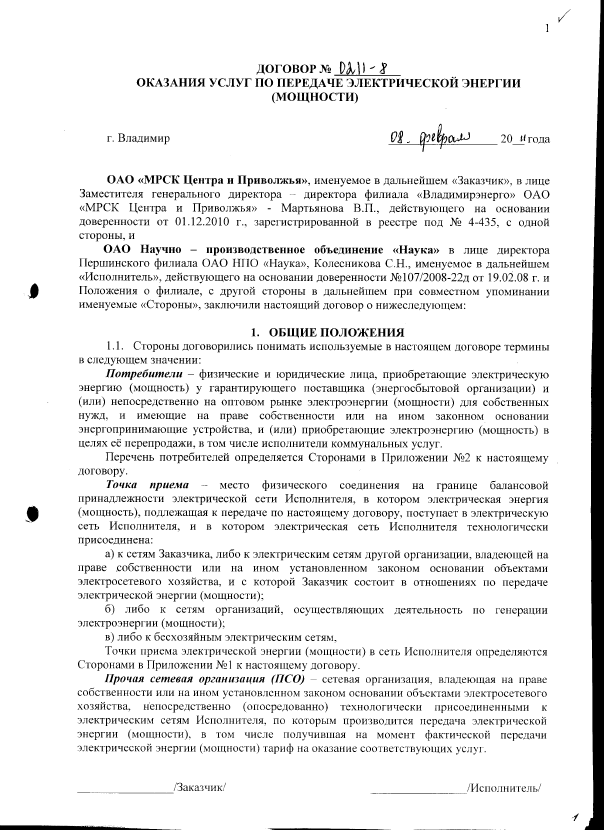 1
ДОГОВОР № 0211-8
ОКАЗАНИЯ УСЛУГ ПО ПЕРЕДАЧЕ ЭЛЕКТРИЧЕСКОЙ ЭНЕРГИИ
(МОЩНОСТИ)
г. Владимир 08. февраля 2011 года
ОАО «МРСК Центра и Приволжья», именуемое в дальнейшем «Заказчик», в лице
Заместителя генерального директора – директора филиала «Владимирэнерго» ОАО
«МРСК Центра и Приволжья» - Мартьянова В.П., действующего на основании
доверенности от 01.12.2010 г., зарегистрированной в реестре под № 4-435, с одной
стороны, и
ОАО Научно – производственное объединение «Наука» в лице директора
Першинского филиала ОАО НПО «Наука», Колесникова С.Н., именуемое в дальнейшем
«Исполнитель», действующего на основании доверенности №107/2008-22д от 19.02.08 г. и
Положения о филиале, с другой стороны в дальнейшем при совместном упоминании
именуемые «Стороны», заключили настоящий договор о нижеследующем:
1. ОБЩИЕ ПОЛОЖЕНИЯ
1.1. Стороны договорились понимать используемые в настоящем договоре термины
в следующем значении:
Потребители – физические и юридические лица, приобретающие электрическую
энергию (мощность) у гарантирующего поставщика (энергосбытовой организации) и
(или) непосредственно на оптовом рынке электроэнергии (мощности) для собственных
нужд, и имеющие на праве собственности или на ином законном основании
энергопринимающие устройства, и (или) приобретающие электроэнергию (мощность) в
целях её перепродажи, в том числе исполнители коммунальных услуг.
Перечень потребителей определяется Сторонами в Приложении №2 к настоящему
договору.
Точка приема – место физического соединения на границе балансовой
принадлежности электрической сети Исполнителя, в котором электрическая энергия
(мощность), подлежащая к передаче по настоящему договору, поступает в электрическую
сеть Исполнителя, и в котором электрическая сеть Исполнителя технологически
присоединена:
а) к сетям Заказчика, либо к электрическим сетям другой организации, владеющей на
праве собственности или на ином установленном законом основании объектами
электросетевого хозяйства, и с которой Заказчик состоит в отношениях по передаче
электрической энергии (мощности);
б) либо к сетям организаций, осуществляющих деятельность по генерации
электроэнергии (мощности);
в) либо к бесхозяйным электрическим сетям,
Точки приема электрической энергии (мощности) в сеть Исполнителя определяются
Сторонами в Приложении №1 к настоящему договору.
Прочая сетевая организация (ПСО) – сетевая организация, владеющая на праве
собственности или на ином установленном законом основании объектами электросетевого
хозяйства, непосредственно (опосредованно) технологически присоединенными к
электрическим сетям Исполнителя, по которым производится передача электрической
энергии (мощности), в том числе получившая на момент фактической передачи
электрической энергии (мощности) тариф на оказание соответствующих услуг.
/Заказчик/ /Исполнитель/
1